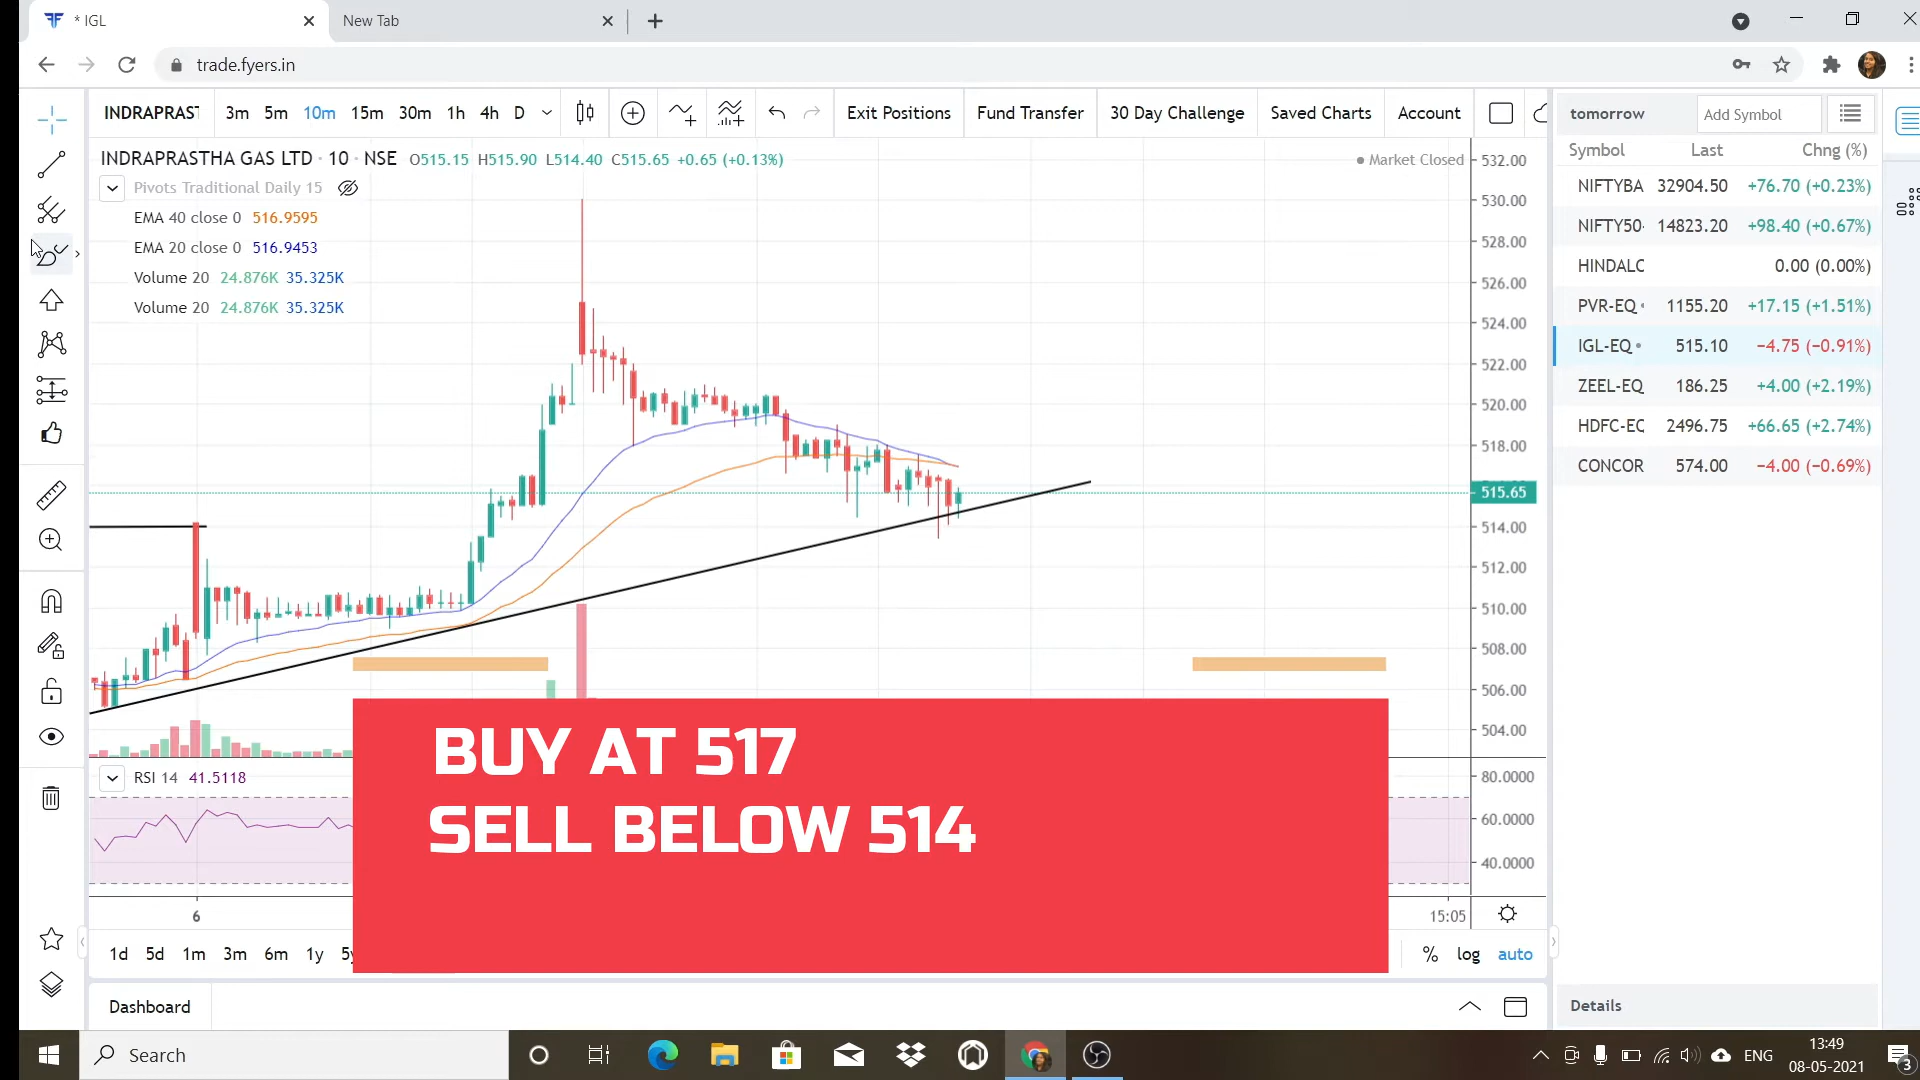 * IGL
New Tab
trade.fyers.in
INDRAPRAST 3m 5m 10m 15m 30m 1h 4h D Exit Positions Fund Transfer 30 Day Challenge Saved Charts Account
tomorrow Add Symbol
INDRAPRASTHA GAS LTD · 10 · NSE O515.15 H515.90 L514.40 C515.65 +0.65 (+0.13%)
Market Closed
Pivots Traditional Daily 15
EMA 40 close 0 516.9595
EMA 20 close 0 516.9453
Volume 20 24.876K 35.325K
Volume 20 24.876K 35.325K
532.00
530.00
528.00
526.00
524.00
522.00
520.00
518.00
515.65
514.00
512.00
510.00
508.00
506.00
504.00
Symbol Last Chng (%)
NIFTYBA 32904.50 +76.70 (+0.23%)
NIFTY50- 14823.20 +98.40 (+0.67%)
HINDALC 0.00 (0.00%)
PVR-EQ 1155.20 +17.15 (+1.51%)
IGL-EQ 515.10 −4.75 (−0.91%)
ZEEL-EQ 186.25 +4.00 (+2.19%)
HDFC-EQ 2496.75 +66.65 (+2.74%)
CONCOR 574.00 −4.00 (−0.69%)
BUY AT 517
SELL BELOW 514
RSI 14 41.5118
80.0000
60.0000
40.0000
6 15:05
1d 5d 1m 3m 6m 1y 5y
% log auto
Dashboard
Details
Search
ENG
13:49
08-05-2021
3